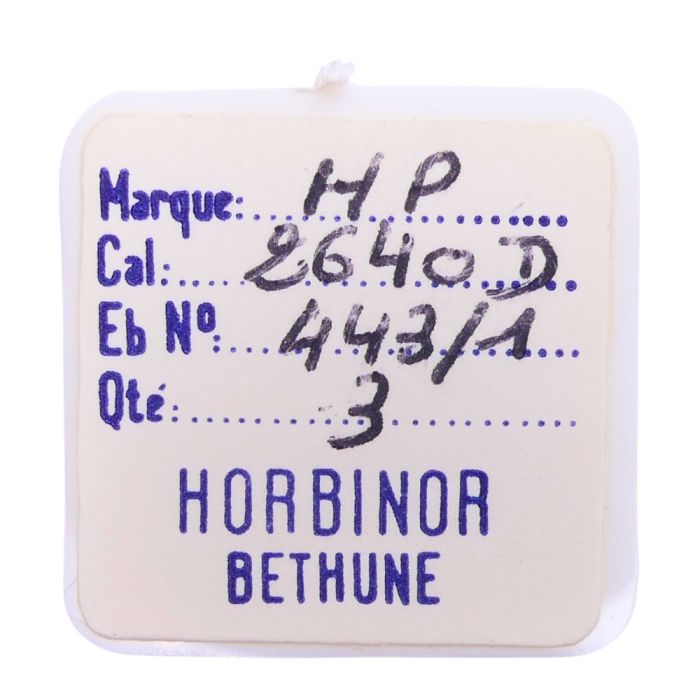 Marque: HP
Cal: 2640 D
Eb Nº: 443/1
Qté: 3
HORBINOR
BETHUNE